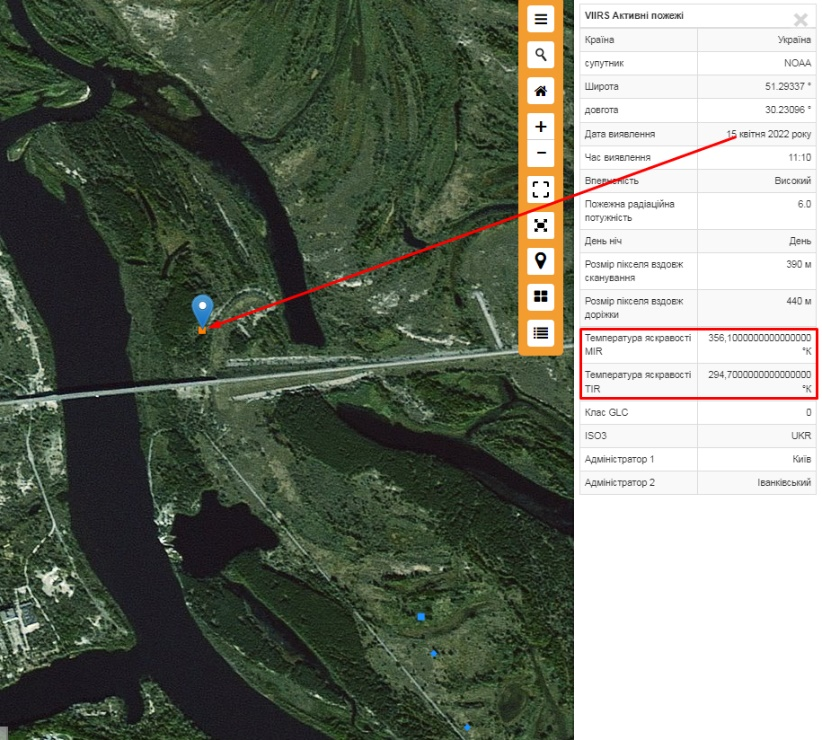 VIIRS Активні пожежі
Країна Україна
супутник NOAA
Широта 51.29337 °
довгота 30.23096 °
Дата виявлення 15 квітня 2022 року
Час виявлення 11:10
Впевненість Високий
Пожежна радіаційна 6.0
потужність
День ніч День
Розмір пікселя вздовж 390 м
сканування
Розмір пікселя вздовж 440 м
доріжки
Температура яскравості 356,1000000000000000
MIR °K
Температура яскравості 294,7000000000000000
TIR °K
Клас GLC 0
ISO3 UKR
Адміністратор 1 Київ
Адміністратор 2 Іванківський